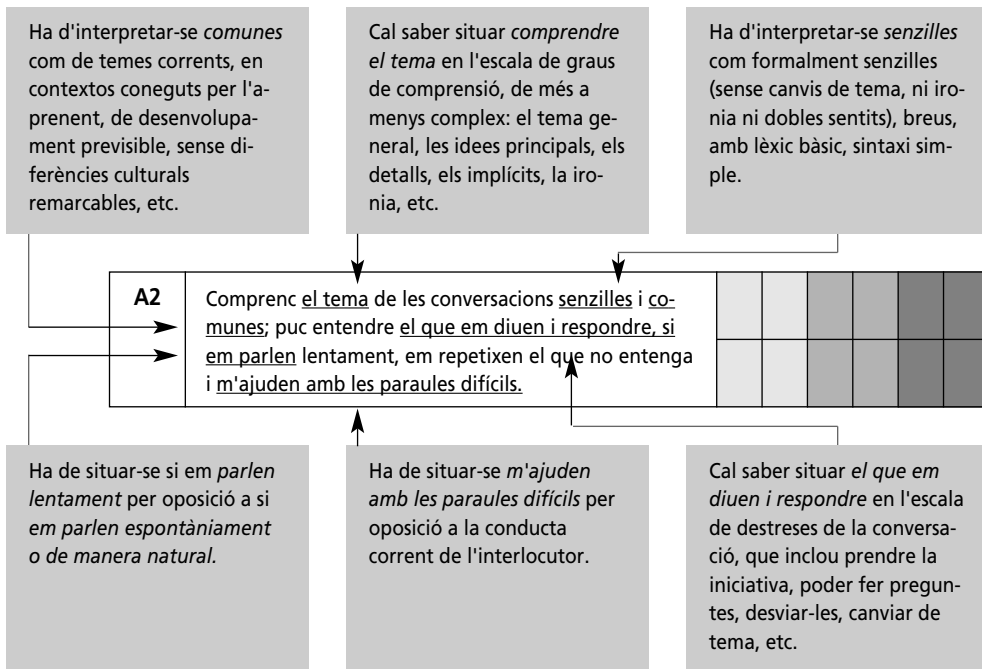 Ha d'interpretar-se comunes
com de temes corrents, en
contextos coneguts per l'a-
prenent, de desenvolupa-
ment previsible, sense di-
ferències culturals
remarcables, etc.
Cal saber situar comprendre
el tema en l'escala de graus
de comprensió, de més a
menys complex: el tema ge-
neral, les idees principals, els
detalls, els implícits, la iro-
nia, etc.
Ha d'interpretar-se senzilles
com formalment senzilles
(sense canvis de tema, ni iro-
nia ni dobles sentits), breus,
amb lèxic bàsic, sintaxi sim-
ple.
A2
Comprenc el tema de les conversacions senzilles i co-
munes; puc entendre el que em diuen i respondre, si
em parlen lentament, em repetixen el que no entenga
i m'ajuden amb les paraules difícils.
Ha de situar-se si em parlen
lentament per oposició a si
em parlen espontàniament
o de manera natural.
Ha de situar-se m'ajuden
amb les paraules difícils per
oposició a la conducta
corrent de l'interlocutor.
Cal saber situar el que em
diuen i respondre en l'escala
de destreses de la conversa-
ció, que inclou prendre la
iniciativa, poder fer pregun-
tes, desviar-les, canviar de
tema, etc.